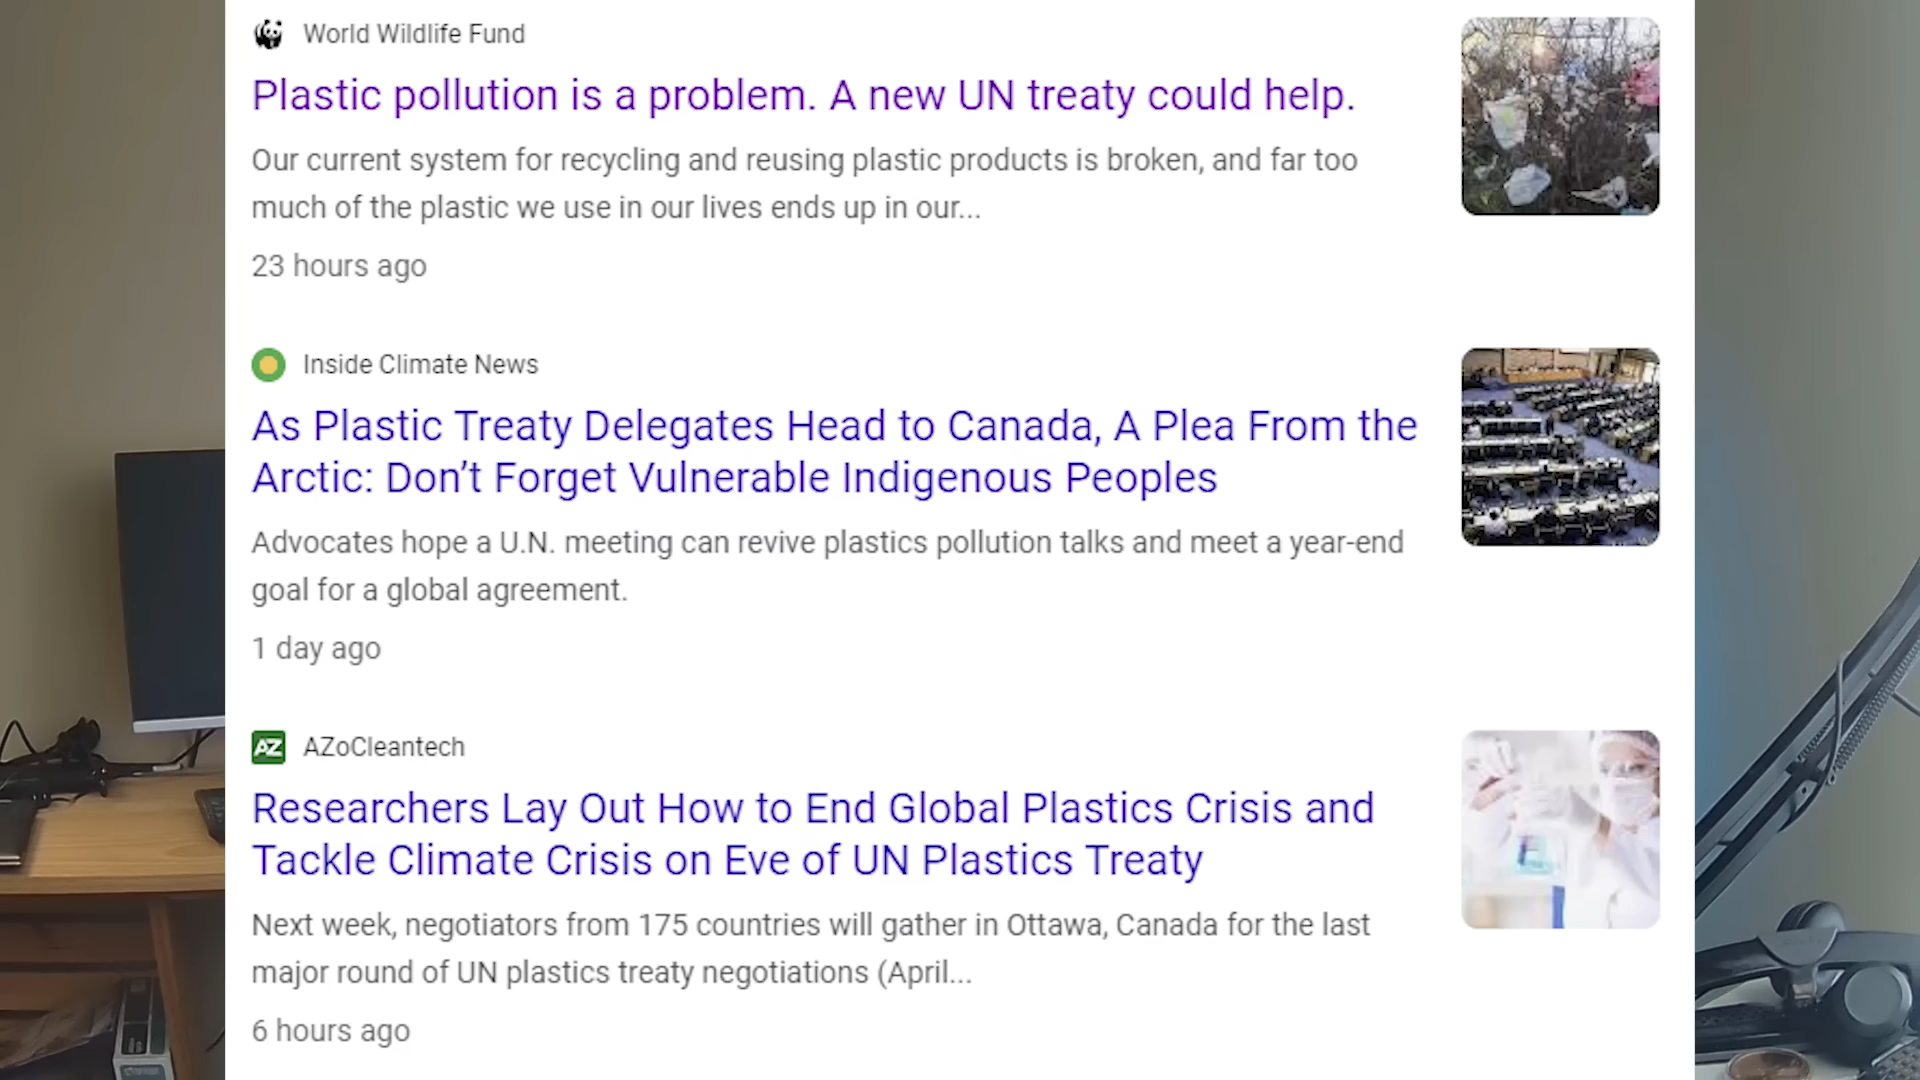 World Wildlife Fund
Plastic pollution is a problem. A new UN treaty could help.
Our current system for recycling and reusing plastic products is broken, and far too
much of the plastic we use in our lives ends up in our...
23 hours ago
Inside Climate News
As Plastic Treaty Delegates Head to Canada, A Plea From the
Arctic: Don’t Forget Vulnerable Indigenous Peoples
Advocates hope a U.N. meeting can revive plastics pollution talks and meet a year-end
goal for a global agreement.
1 day ago
AZ AZoCleantech
Researchers Lay Out How to End Global Plastics Crisis and
Tackle Climate Crisis on Eve of UN Plastics Treaty
Next week, negotiators from 175 countries will gather in Ottawa, Canada for the last
major round of UN plastics treaty negotiations (April...
6 hours ago